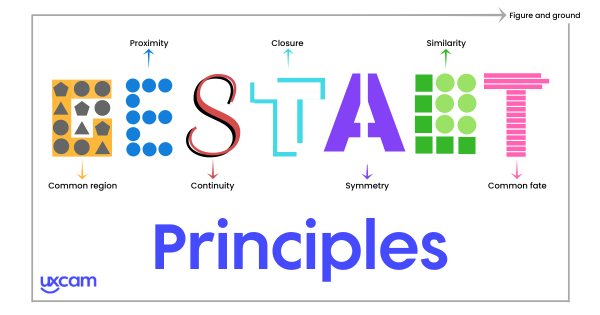 Figure and ground
Proximity
Closure
Similarity
GESTALT
Common region
Continuity
Symmetry
Common fate
Principles
uxcam